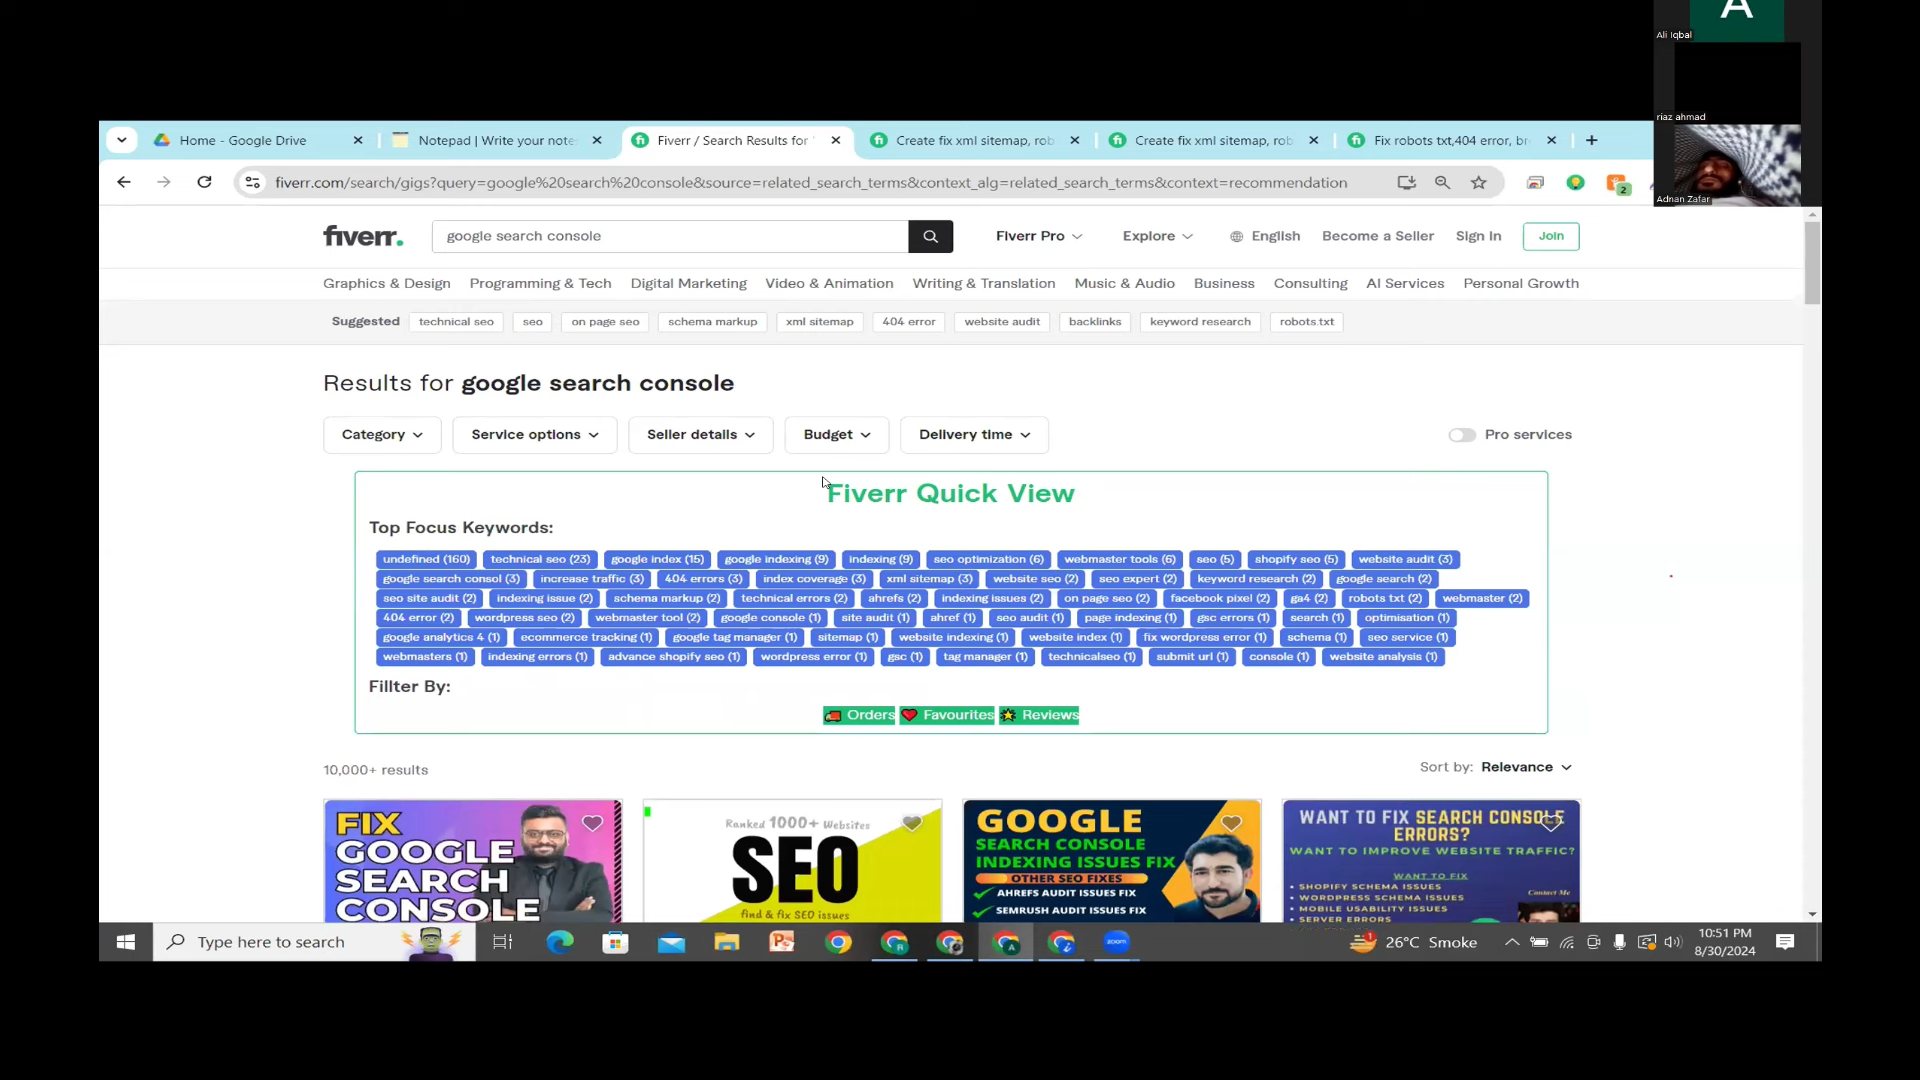 A
Ali Iqbal
riaz ahmad
Adnan Zafar
Home - Google Drive
Notepad | Write your note
Fiverr / Search Results for
Create fix xml sitemap, rob
Create fix xml sitemap, rob
Fix robots txt,404 error, br
fiverr.com/search/gigs?query=google%20search%20console&source=related_search_terms&context_alg=related_search_terms&context=recommendation
2
fiverr.
google search console
Fiverr Pro
Explore
English
Become a Seller
Sign In
Join
Graphics & Design
Programming & Tech
Digital Marketing
Video & Animation
Writing & Translation
Music & Audio
Business
Consulting
AI Services
Personal Growth
Suggested
technical seo
seo
on page seo
schema markup
xml sitemap
404 error
website audit
backlinks
keyword research
robots.txt
Results for google search console
Category
Service options
Seller details
Budget
Delivery time
Pro services
Fiverr Quick View
Top Focus Keywords:
undefined (160) technical seo (23) google index (15) google indexing (9) indexing (9) seo optimization (6) webmaster tools (6) seo (5) shopify seo (5) website audit (3)
google search consol (3) increase traffic (3) 404 errors (3) index coverage (3) xml sitemap (3) website seo (2) seo expert (2) keyword research (2) google search (2)
seo site audit (2) indexing issue (2) schema markup (2) technical errors (2) ahrefs (2) indexing issues (2) on page seo (2) facebook pixel (2) ga4 (2) robots txt (2) webmaster (2)
404 error (2) wordpress seo (2) webmaster tool (2) google console (1) site audit (1) ahref (1) seo audit (1) page indexing (1) gsc errors (1) search (1) optimisation (1)
google analytics 4 (1) ecommerce tracking (1) google tag manager (1) sitemap (1) website indexing (1) website index (1) fix wordpress error (1) schema (1) seo service (1)
webmasters (1) indexing errors (1) advance shopify seo (1) wordpress error (1) gsc (1) tag manager (1) technicalseo (1) submit url (1) console (1) website analysis (1)
Fillter By:
Orders Favourites Reviews
10,000+ results
Sort by: Relevance
FIX
GOOGLE
SEARCH
CONSOLE
Ranked 1000+ Websites
SEO
find & fix SEO issues
GOOGLE
SEARCH CONSOLE
INDEXING ISSUES FIX
OTHER SEO FIXES
AHREFS AUDIT ISSUES FIX
SEMRUSH AUDIT ISSUES FIX
WANT TO FIX SEARCH CONSOLE
ERRORS?
WANT TO IMPROVE WEBSITE TRAFFIC?
WANT TO FIX
• SHOPIFY SCHEMA ISSUES
• WORDPRESS SCHEMA ISSUES
• MOBILE USABILITY ISSUES
• SERVER ERRORS
Contact Me
Type here to search
zoom
26°C Smoke
10:51 PM
8/30/2024